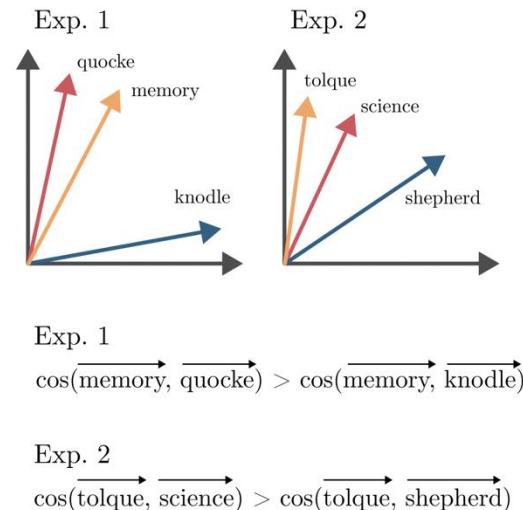 Exp. 1
quocke
memory
knodle
Exp. 2
tolque
science
shepherd
Exp. 1
cos(memory, quocke) > cos(memory, knodle)
Exp. 2
cos(tolque, science) > cos(tolque, shepherd)